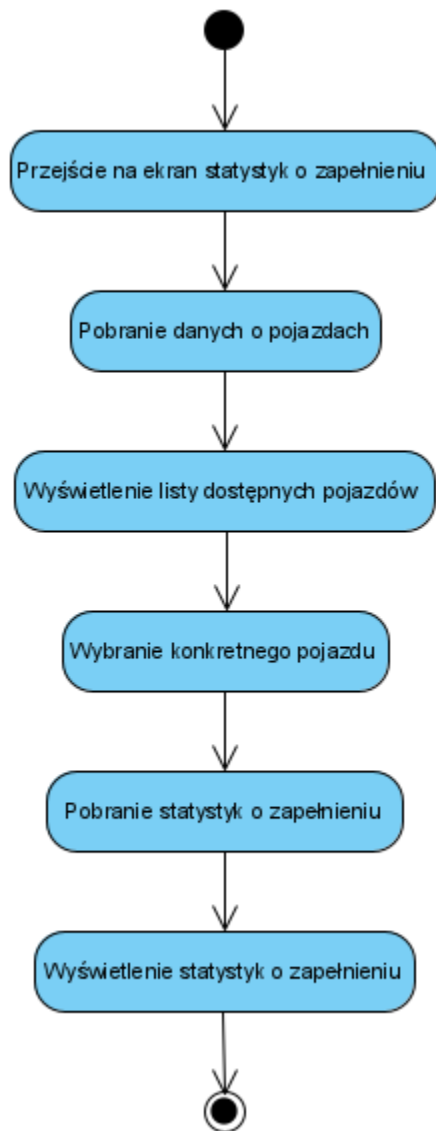 Przejście na ekran statystyk o zapełnieniu
Pobranie danych o pojazdach
Wyświetlenie listy dostępnych pojazdów
Wybranie konkretnego pojazdu
Pobranie statystyk o zapełnieniu
Wyświetlenie statystyk o zapełnieniu